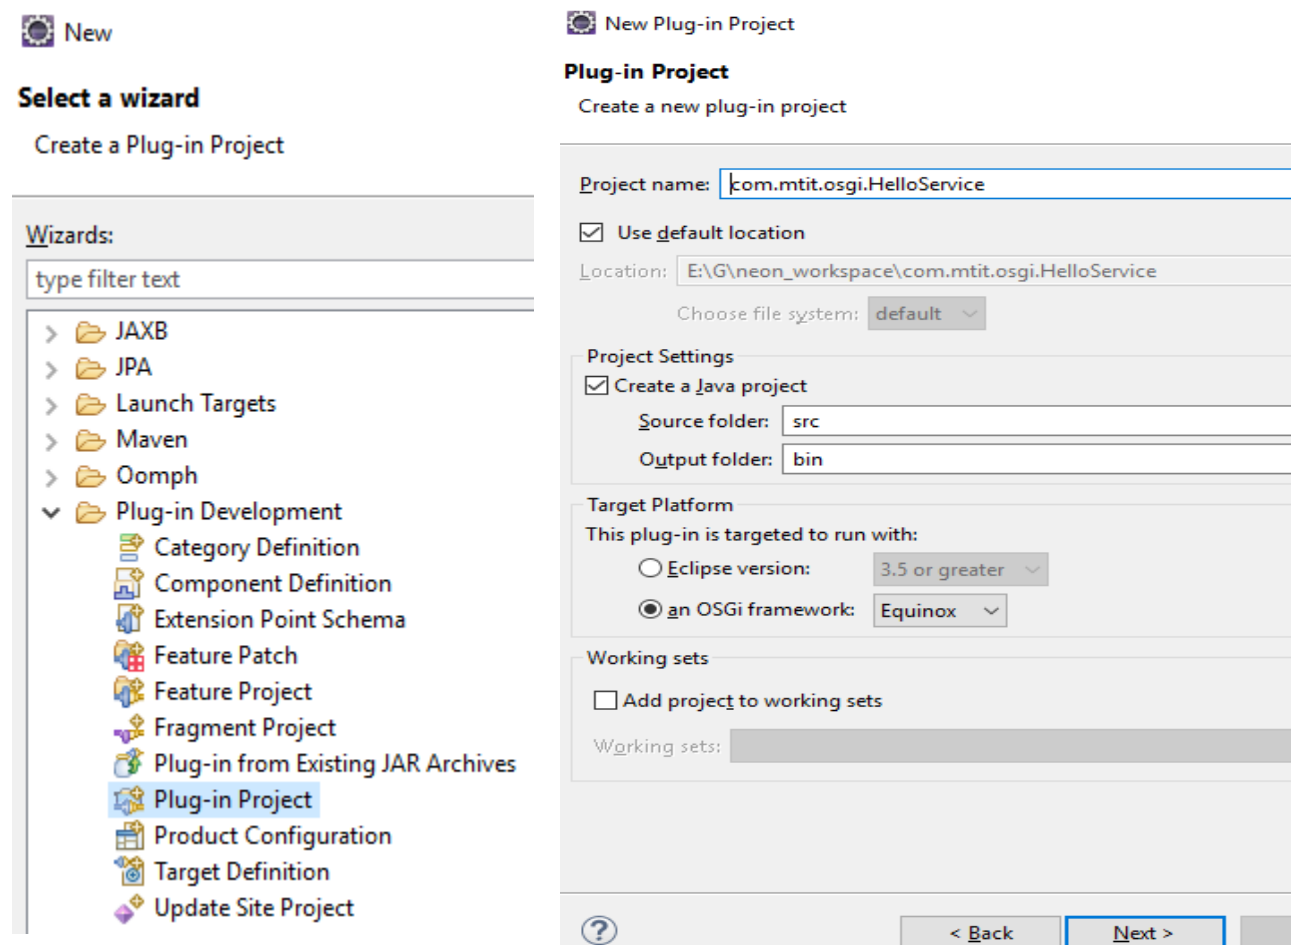 New
Select a wizard
Create a Plug-in Project
Wizards:
type filter text
JAXB
JPA
Launch Targets
Maven
Oomph
Plug-in Development
Category Definition
Component Definition
Extension Point Schema
Feature Patch
Feature Project
Fragment Project
Plug-in from Existing JAR Archives
Plug-in Project
Product Configuration
Target Definition
Update Site Project
New Plug-in Project
Plug-in Project
Create a new plug-in project
Project name: com.mtit.osgi.HelloService
Use default location
Location: E:\G\neon_workspace\com.mtit.osgi.HelloService
Choose file system: default
Project Settings
Create a Java project
Source folder: src
Output folder: bin
Target Platform
This plug-in is targeted to run with:
Eclipse version: 3.5 or greater
an OSGi framework: Equinox
Working sets
Add project to working sets
Working sets:
? < Back Next >